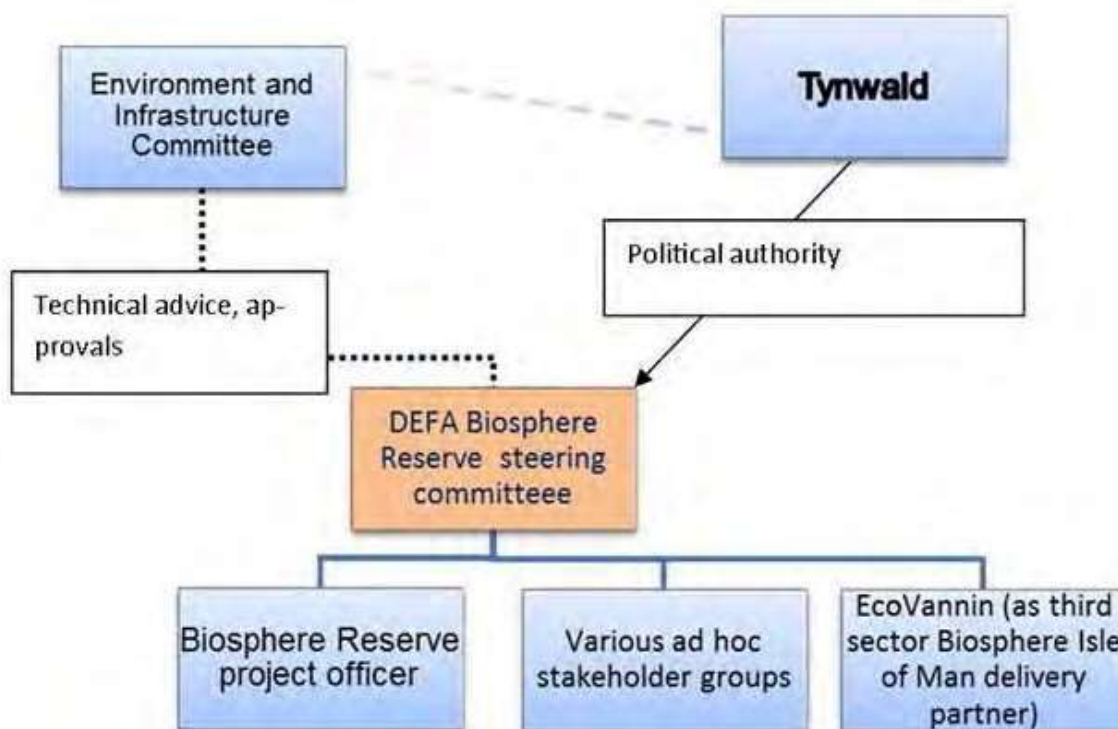 Environment and
Infrastructure
Committee
Tynwald
Political authority
Technical advice, ap-
provals
DEFA Biosphere
Reserve steering
committeee
Biosphere Reserve
project officer
Various ad hoc
stakeholder groups
EcoVannin (as third
sector Biosphere Isle
of Man delivery
partner)